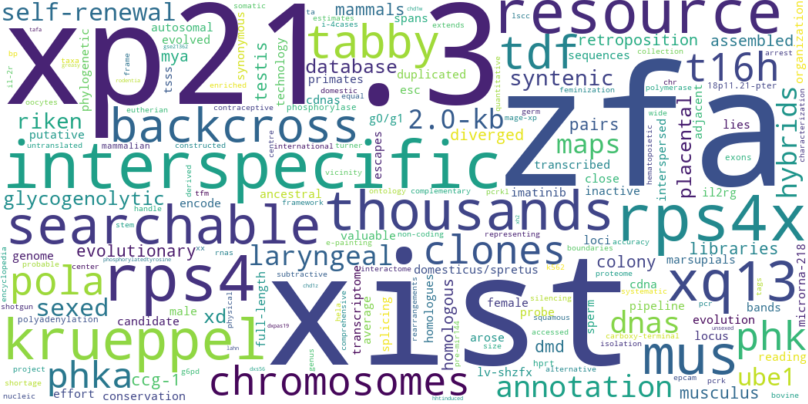 self-renewal
xp21.3
resource
mammals
spans
estimates
i-4cases
somatic
autosomal
evolved
mya
tsss
testis
technology
synonymous
tabby
database
primates
duplicated
domestic
equal
phosphorylase
cdnas
esc
tdf
retroposition
assembled
sequences
collection
t16h
syntenic
feminization
polymerase
arrest
chr
18p11.21-pter
organization
il-2r
bp
taxa
phylogenetic
frame
oocytes
eutherian
contraceptive
riken
putative
untranslated
mammalian
constructed
backcross
centre
international
turner
g0/g1
2.0-kb
diverged
escapes
zfa
quantitative
germ
mage-xp
pairs
maps
transcribed
close
inactive
wide
hematopoietic
interspersed
placental
adjacent
lies
exons
hybrids
characterization
interspecific
vicinity
glycogenolytic
encode
tfm
derived
handle
stem
ancestral
ontology
complementary
framework
pcrk1
imatinib
il2rg
searchable
thousands
rps4x
genome
evolutionary
xx
rnas
center
probable
phosphatidyltyrosine
laryngeal
valuable
non-coding
representing
e-painting
clones
k562
loci
accuracy
boundaries
libraries
colony
marsupials
encyclopedia
pola
rps4
xist
domesticus/spretus
proteome
xq13
micrornna-218
shotgun
sexed
polyadenylation
candidate
male
xd
physical
full-length
subtractive
comprehensive
transcriptome
average
interactome
splicing
rearrangements
homologues
homologous
female
probe
arose
size
squamous
silencing
accessed
sperm
cdna
systematic
pipeline
pcr
tags
evolution
unsexed
bands
locus
krueppel
dnas
mus
phk
carboxy-terminal
isolation
reading
project
shortage
nucleic
phka
effort
conservation
ccg-1
g6pd
chromosomes
genus
lv-shzfx
dmd
hprt
alternative
annotation
epcam
pcrk
musculus
ube1
bovine